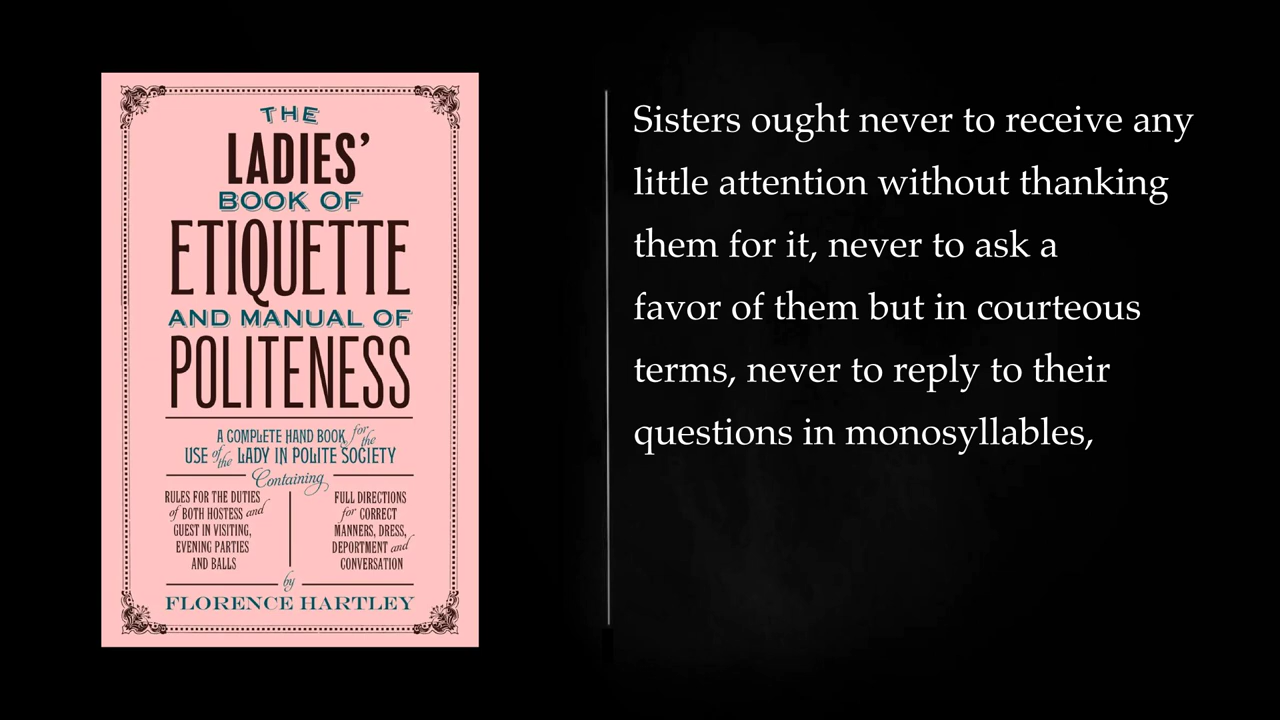 THE
LADIES'
BOOK OF
ETIQUETTE
AND MANUAL OF
POLITENESS
A COMPLETE HAND BOOK for the
USE of the LADY IN POLITE SOCIETY
Containing
RULES FOR THE DUTIES
of BOTH HOSTESS and
GUEST IN VISITING,
EVENING PARTIES
AND BALLS
FULL DIRECTIONS
for CORRECT
MANNERS, DRESS,
DEPORTMENT and
CONVERSATION
by
FLORENCE HARTLEY
Sisters ought never to receive any
little attention without thanking
them for it, never to ask a
favor of them but in courteous
terms, never to reply to their
questions in monosyllables,